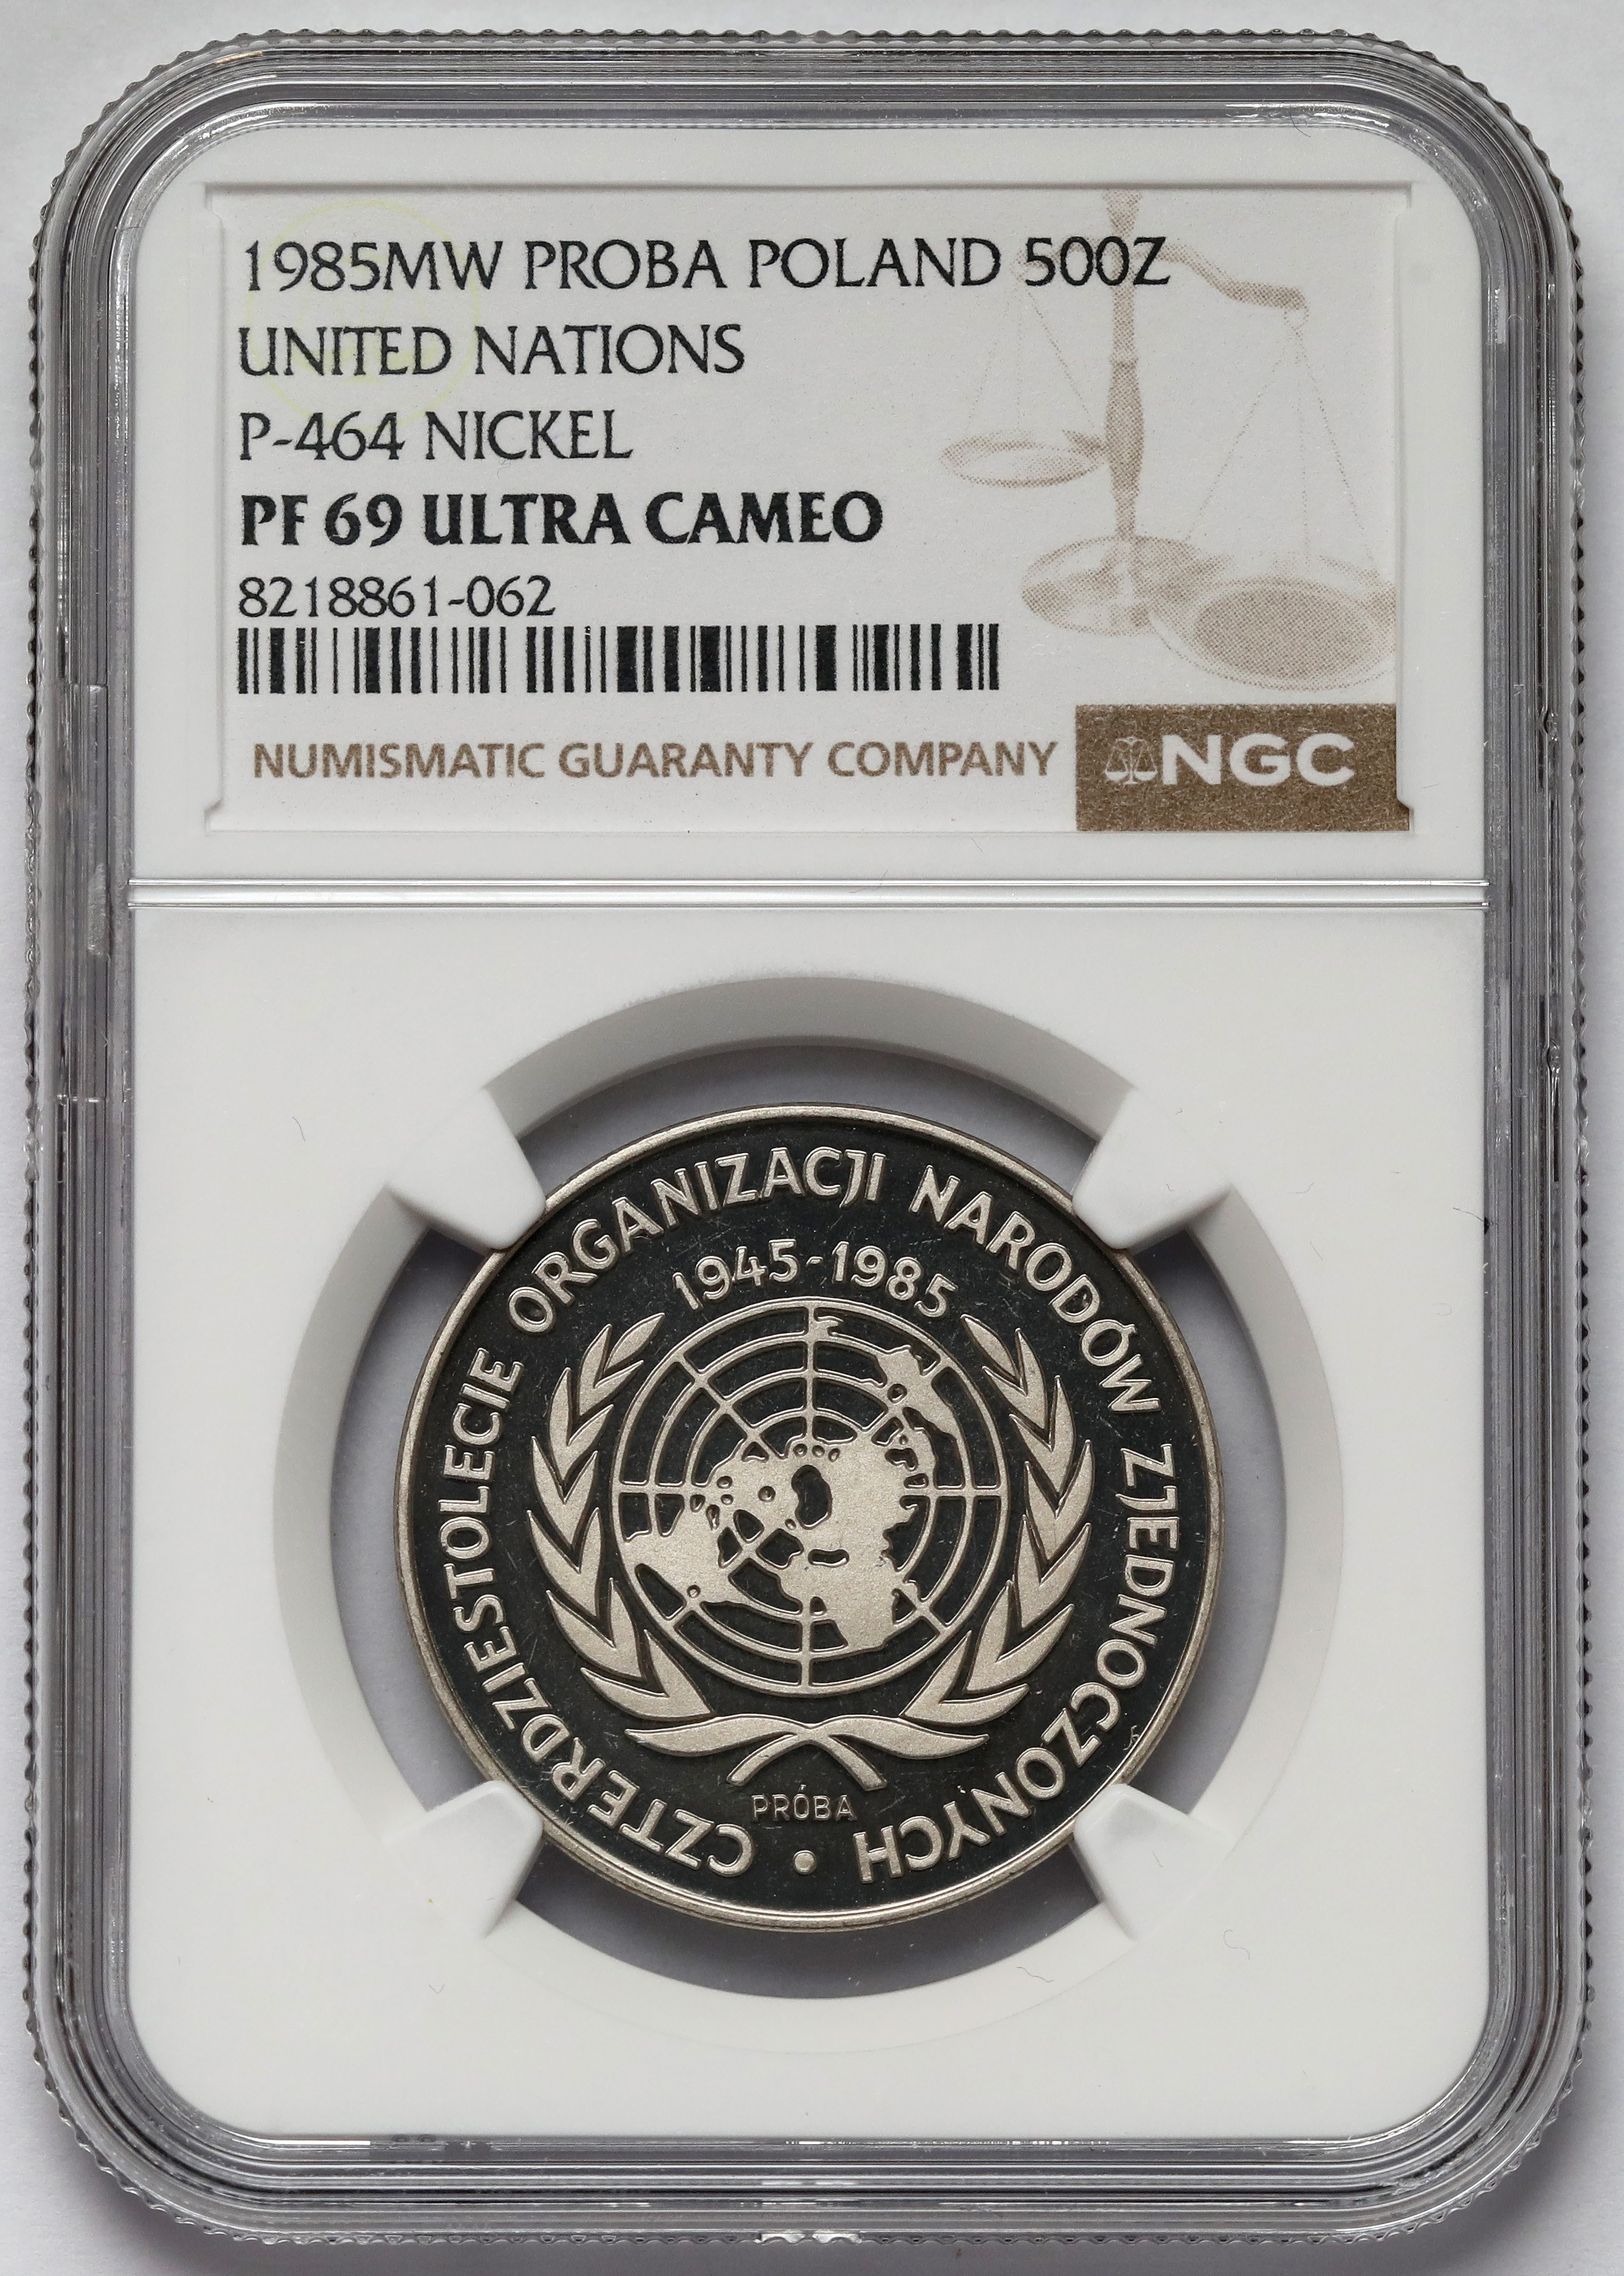 1985MW PROBA POLAND 500Z
UNITED NATIONS
P-464 NICKEL
PF 69 ULTRA CAMEO
8218861-062
NUMISMATIC GUARANTY COMPANY
NGC
CZTERDZIESTOLECIE ORGANIZACJI NARODÓW ZJEDNOCZONYCH •
1945-1985
PRÓBA